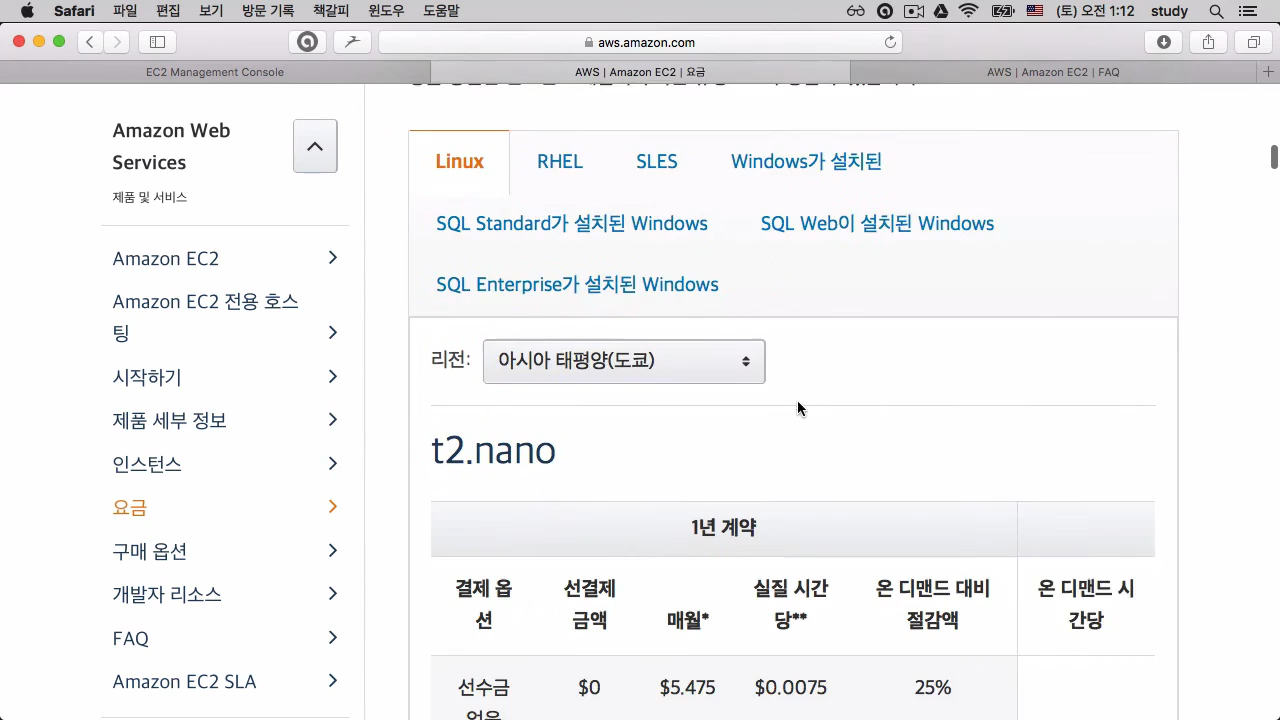 Safari 파일 편집 보기 방문 기록 책갈피 윈도우 도움말 (토) 오전 1:12 study
aws.amazon.com
EC2 Management Console
AWS | Amazon EC2 | 요금
AWS | Amazon EC2 | FAQ
Amazon Web
Services
제품 및 서비스
Amazon EC2
Amazon EC2 전용 호스
팅
시작하기
제품 세부 정보
인스턴스
요금
구매 옵션
개발자 리소스
FAQ
Amazon EC2 SLA
Linux RHEL SLES Windows가 설치된
SQL Standard가 설치된 Windows SQL Web이 설치된 Windows
SQL Enterprise가 설치된 Windows
리전: 아시아 태평양(도쿄)
t2.nano
1년 계약
결제 옵 선결제 실질 시간 온 디맨드 대비 온 디맨드 시
션 금액 매월* 당** 절감액 간당
선수금 $0 $5.475 $0.0075 25%
없음